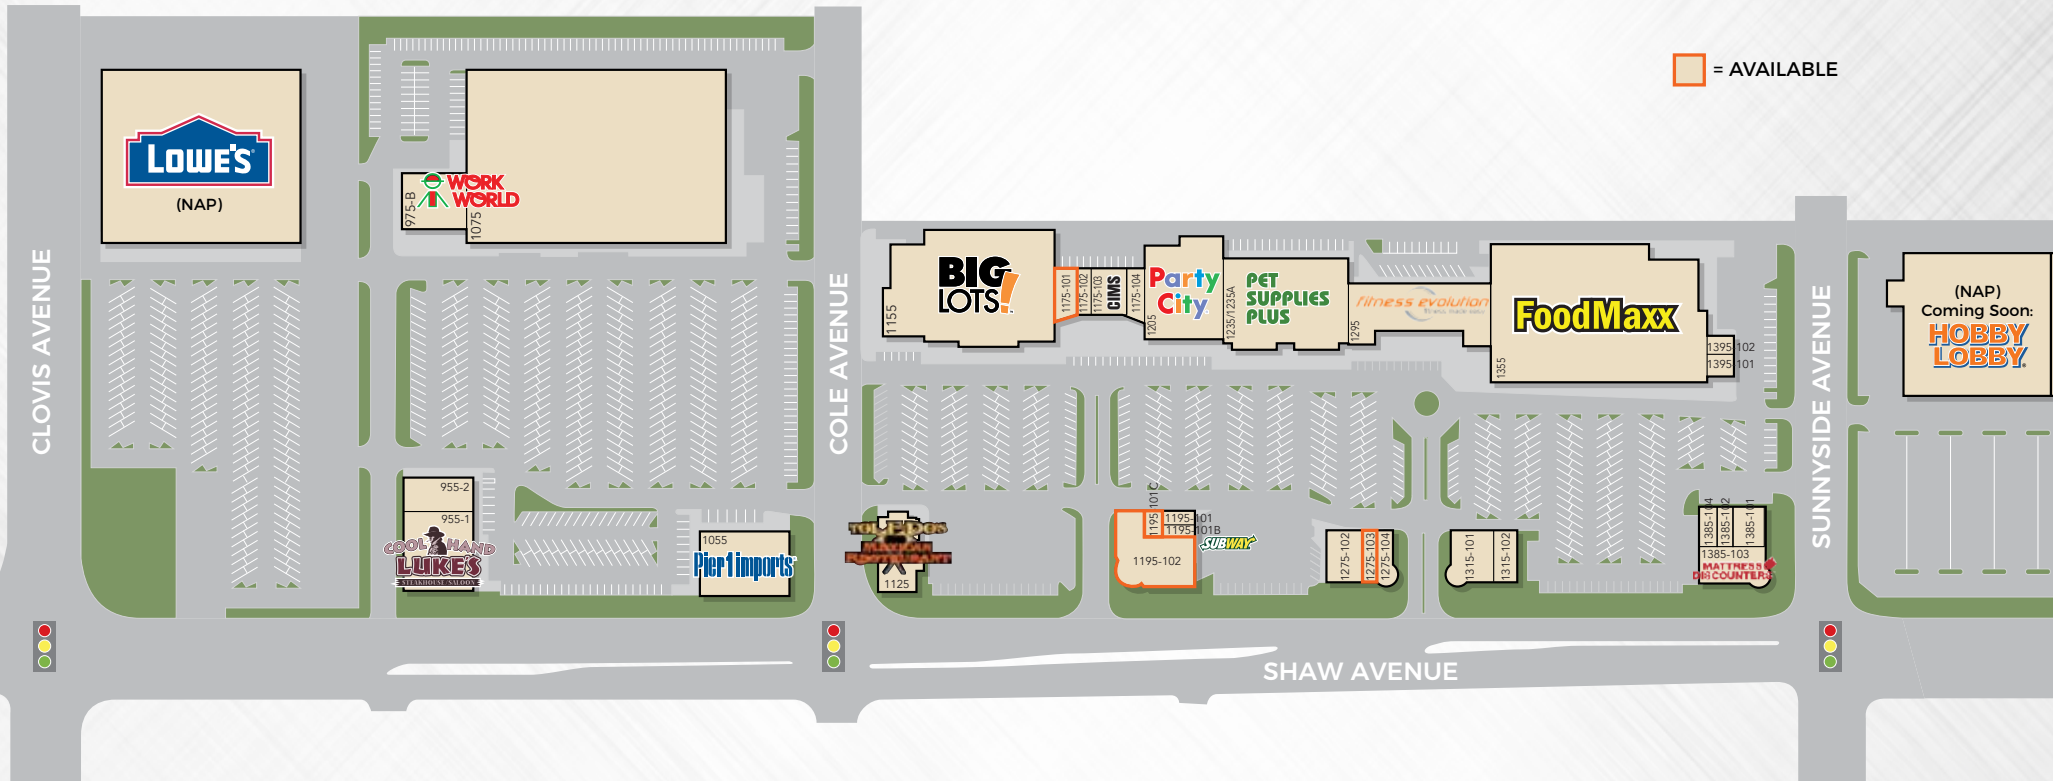 = AVAILABLE
CLOVIS AVENUE
LOWE'S
(NAP)
975-B
WORK
WORLD
1075
COLE AVENUE
1155
BIG
LOTS!
1175-101
1175-102
1175-103
CIMS
1175-104
1205
Party
City
1235/1235A
PET
SUPPLIES
PLUS
1295
fitness evolution
1355
FoodMaxx
1395-102
1395-101
SUNNYSIDE AVENUE
(NAP)
Coming Soon:
HOBBY
LOBBY
955-2
955-1
COOL HAND
LUKE'S
STEAKHOUSE/SALOON
1055
Pier 1 imports
TOLEDOS
1125
1195-101C
1195-101
1195-101B
SUBWAY
1195-102
1275-102
1275-103
1275-104
1315-101
1315-102
1385-104
1385-102
1385-101
1385-103
MATTRESS
DISCOUNTERS
SHAW AVENUE